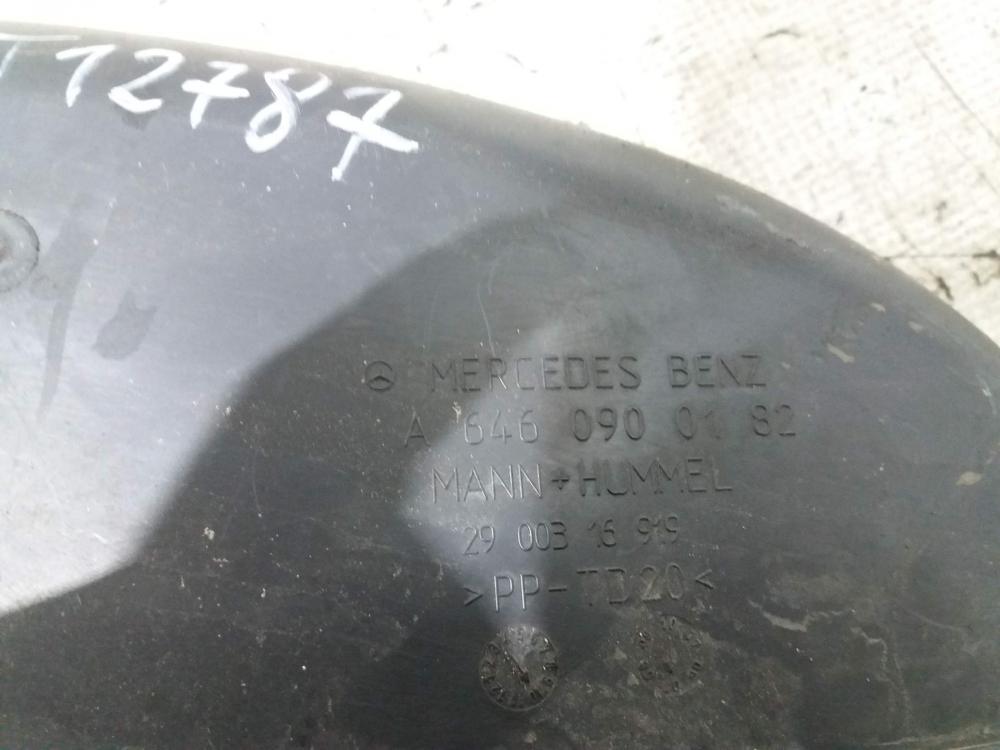 T12787
MERCEDES BENZ
A 646 090 01 82
MANN+HUMMEL
29 003 16 919
>PP-TD20<